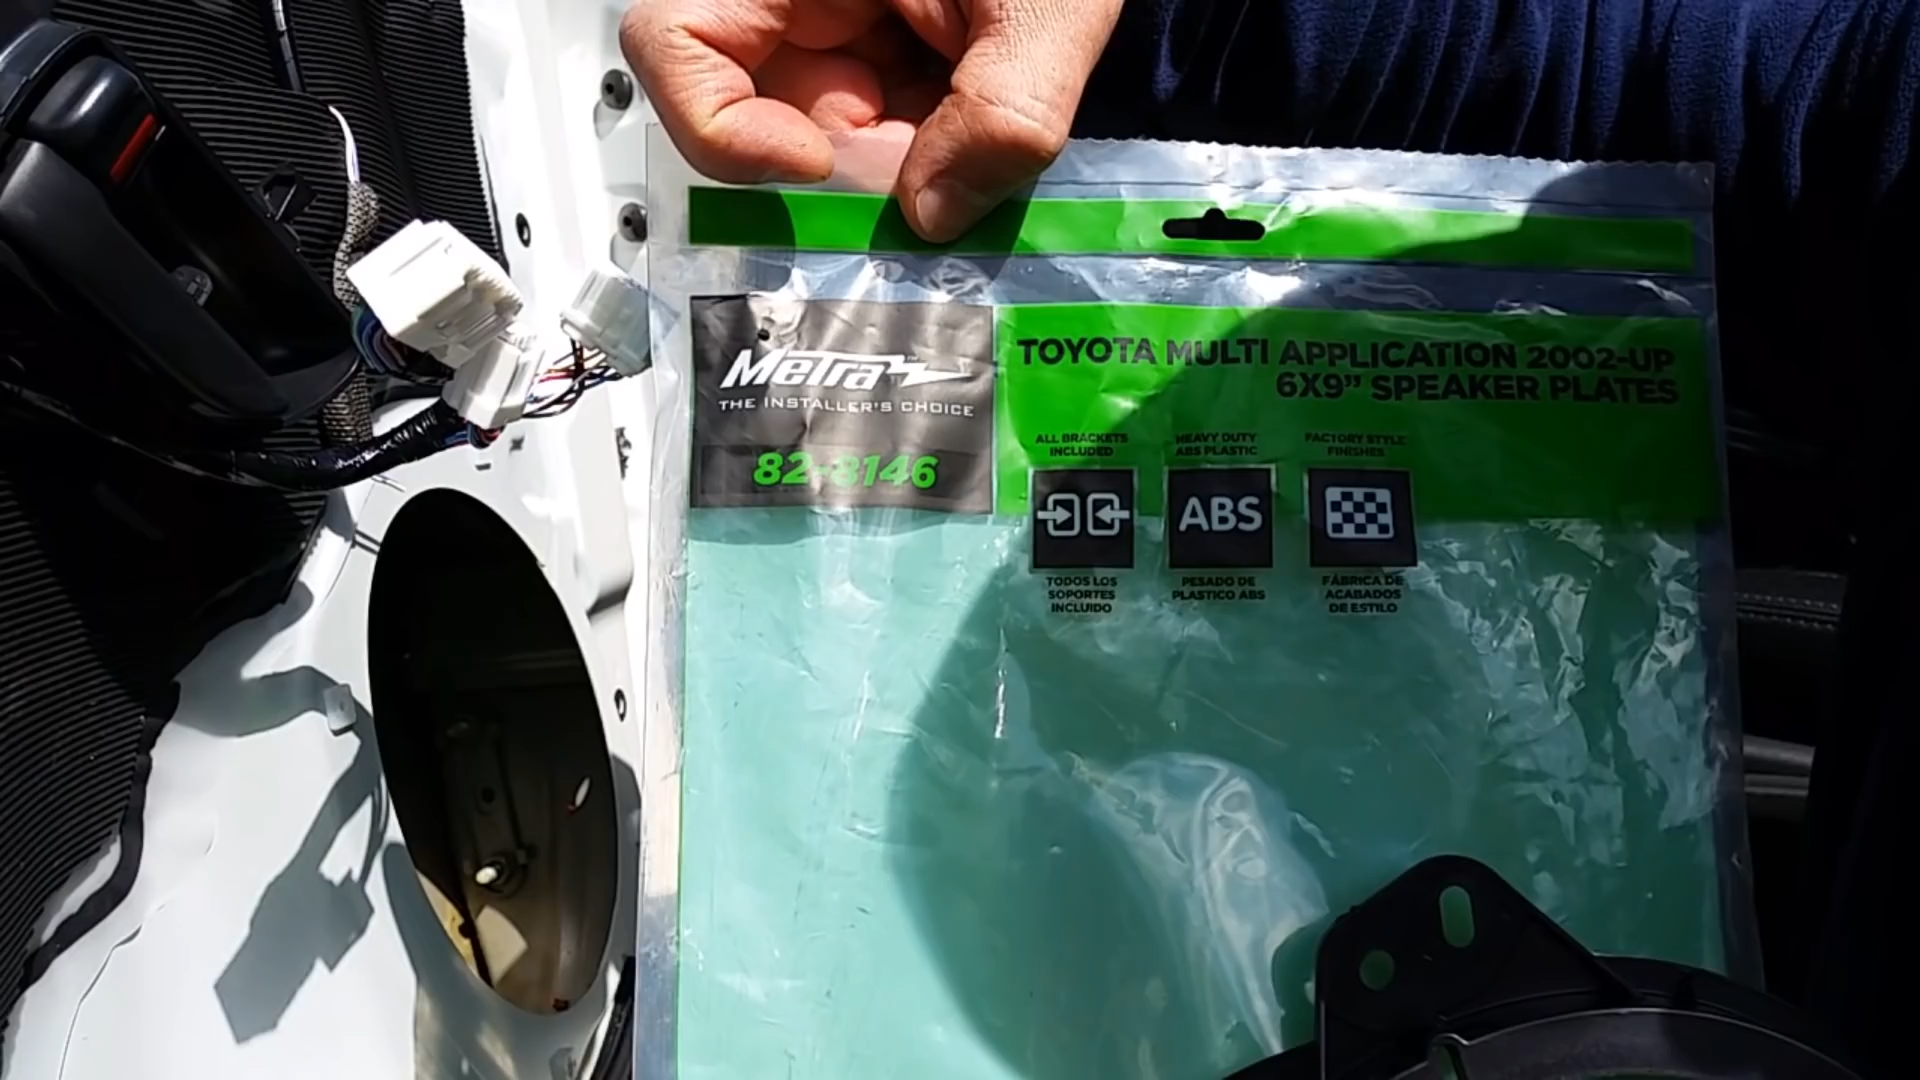 METRA™
THE INSTALLER'S CHOICE
82-8146
TOYOTA MULTI APPLICATION 2002-UP
6X9” SPEAKER PLATES
ALL BRACKETS
INCLUDED
HEAVY DUTY
ABS PLASTIC
FACTORY STYLE
FINISHES
ABS
TODOS LOS
SOPORTES
INCLUIDO
PESADO DE
PLASTICO ABS
FÁBRICA DE
ACABADOS
DE ESTILO